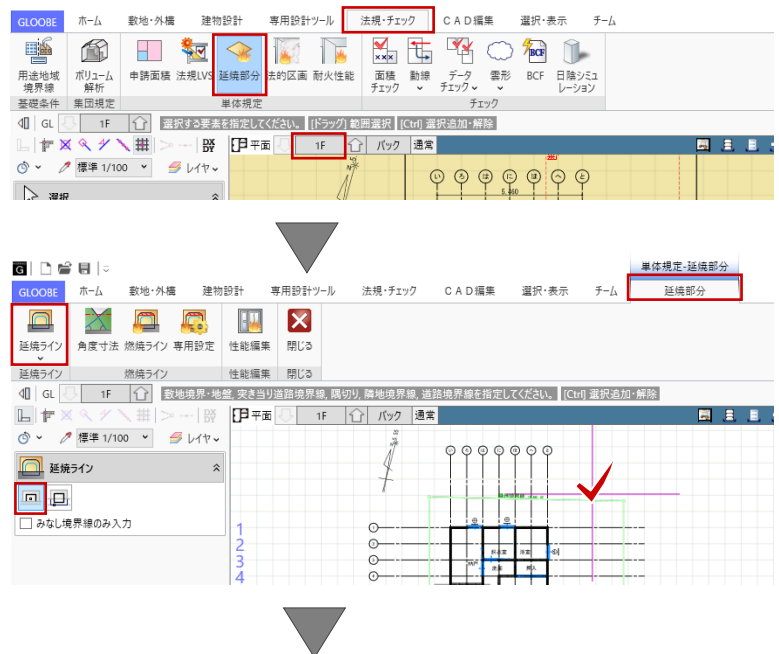 GLOOBE ホーム 敷地・外構 建物設計 専用設計ツール 法規・チェック CAD編集 選択・表示 チーム
用途地域境界線 ボリューム解析 申請面積 法規LVS 延焼部分 法的区画 耐火性能 面積チェック 動線 データチェック 雲形 BCF 日陰シミュレーション
基礎条件 集団規定 単体規定 チェック
GL 1F 選択する要素を指定してください。 [ドラッグ] 範囲選択 [Ctrl] 選択追加・解除
平面 1F バック 通常
標準 1/100 レイヤ
選択
い ろ は に ほ へ と
5,460
単体規定-延焼部分
GLOOBE ホーム 敷地・外構 建物設計 専用設計ツール 法規・チェック CAD編集 選択・表示 チーム 延焼部分
延焼ライン 角度寸法 燃焼ライン 専用設定 性能編集 閉じる
延焼ライン 燃焼ライン 性能編集 閉じる
GL 1F 敷地境界・地盤, 突き当り道路境界線, 隅切り, 隣地境界線, 道路境界線を指定してください。 [Ctrl] 選択追加・解除
平面 1F バック 通常
標準 1/100 レイヤ
延焼ライン
みなし境界線のみ入力
1
2
3
4